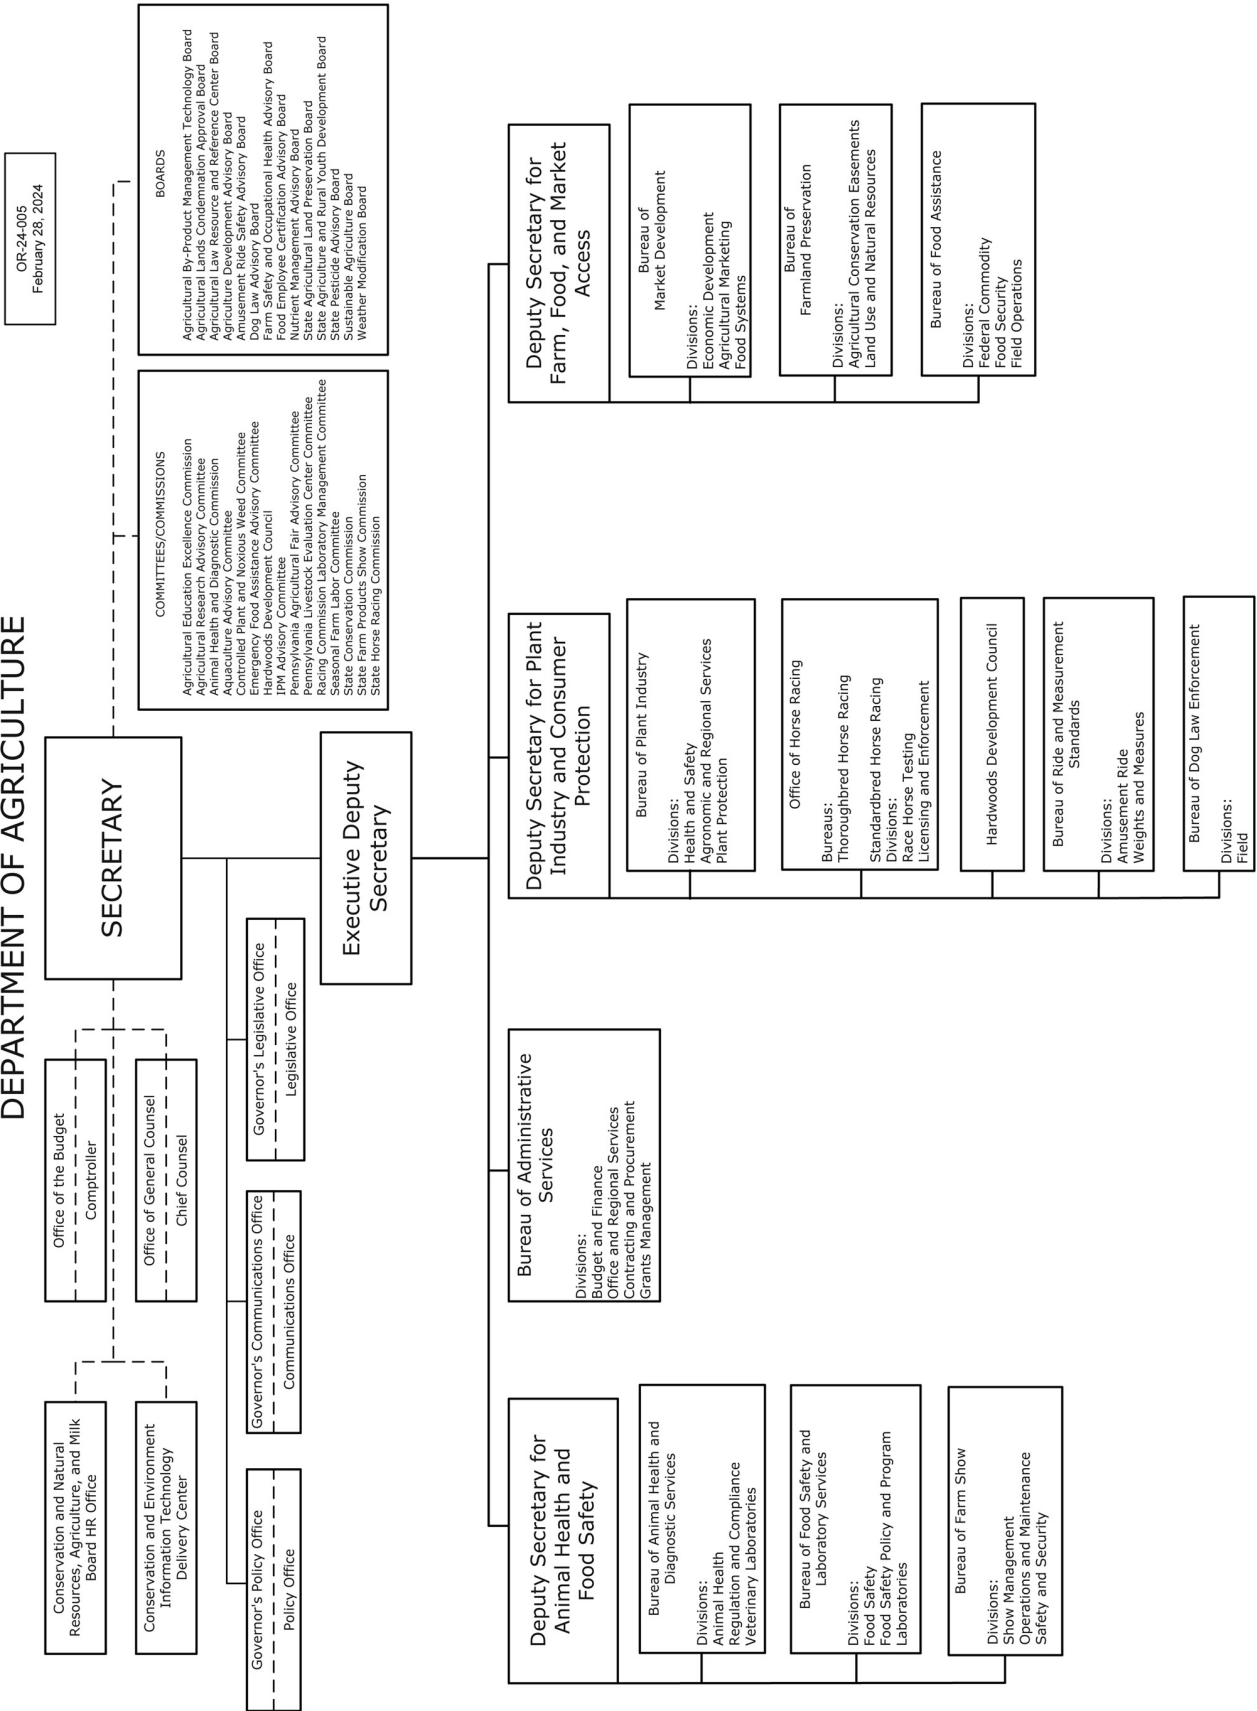 DEPARTMENT OF AGRICULTURE
OR-24-005
February 28, 2024
SECRETARY
Conservation and Natural
Resources, Agriculture, and Milk
Board HR Office
Conservation and Environment
Information Technology
Delivery Center
Office of the Budget
Comptroller
Office of General Counsel
Chief Counsel
COMMITTEES/COMMISSIONS
Agricultural Education Excellence Commission
Agricultural Research Advisory Committee
Animal Health and Diagnostic Commission
Aquaculture Advisory Committee
Controlled Plant and Noxious Weed Committee
Emergency Food Assistance Advisory Committee
Hardwoods Development Council
IPM Advisory Committee
Pennsylvania Agricultural Fair Advisory Committee
Pennsylvania Livestock Evaluation Center Committee
Racing Commission Laboratory Management Committee
Seasonal Farm Labor Committee
State Conservation Commission
State Farm Products Show Commission
State Horse Racing Commission
BOARDS
Agricultural By-Product Management Technology Board
Agricultural Lands Condemnation Approval Board
Agricultural Law Resource and Reference Center Board
Agriculture Development Advisory Board
Amusement Ride Safety Advisory Board
Dog Law Advisory Board
Farm Safety and Occupational Health Advisory Board
Food Employee Certification Advisory Board
Nutrient Management Advisory Board
State Agricultural Land Preservation Board
State Agriculture and Rural Youth Development Board
State Pesticide Advisory Board
Sustainable Agriculture Board
Weather Modification Board
Governor's Policy Office
Policy Office
Governor's Communications Office
Communications Office
Governor's Legislative Office
Legislative Office
Executive Deputy
Secretary
Deputy Secretary for
Animal Health and
Food Safety
Bureau of Animal Health and
Diagnostic Services
Divisions:
Animal Health
Regulation and Compliance
Veterinary Laboratories
Bureau of Food Safety and
Laboratory Services
Divisions:
Food Safety
Food Safety Policy and Program
Laboratories
Bureau of Farm Show
Divisions:
Show Management
Operations and Maintenance
Safety and Security
Bureau of Administrative
Services
Divisions:
Budget and Finance
Office and Regional Services
Contracting and Procurement
Grants Management
Deputy Secretary for Plant
Industry and Consumer
Protection
Bureau of Plant Industry
Divisions:
Health and Safety
Agronomic and Regional Services
Plant Protection
Office of Horse Racing
Bureaus:
Thoroughbred Horse Racing
Standardbred Horse Racing
Divisions:
Race Horse Testing
Licensing and Enforcement
Hardwoods Development Council
Bureau of Ride and Measurement
Standards
Divisions:
Amusement Ride
Weights and Measures
Bureau of Dog Law Enforcement
Divisions:
Field
Deputy Secretary for
Farm, Food, and Market
Access
Bureau of
Market Development
Divisions:
Economic Development
Agricultural Marketing
Food Systems
Bureau of
Farmland Preservation
Divisions:
Agricultural Conservation Easements
Land Use and Natural Resources
Bureau of Food Assistance
Divisions:
Federal Commodity
Food Security
Field Operations